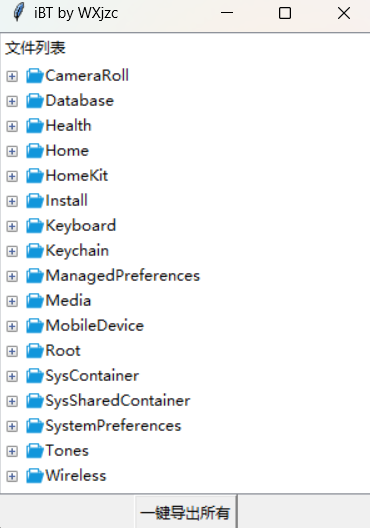 iBT by WXjzc
文件列表
CameraRoll
Database
Health
Home
HomeKit
Install
Keyboard
Keychain
ManagedPreferences
Media
MobileDevice
Root
SysContainer
SysSharedContainer
SystemPreferences
Tones
Wireless
一键导出所有